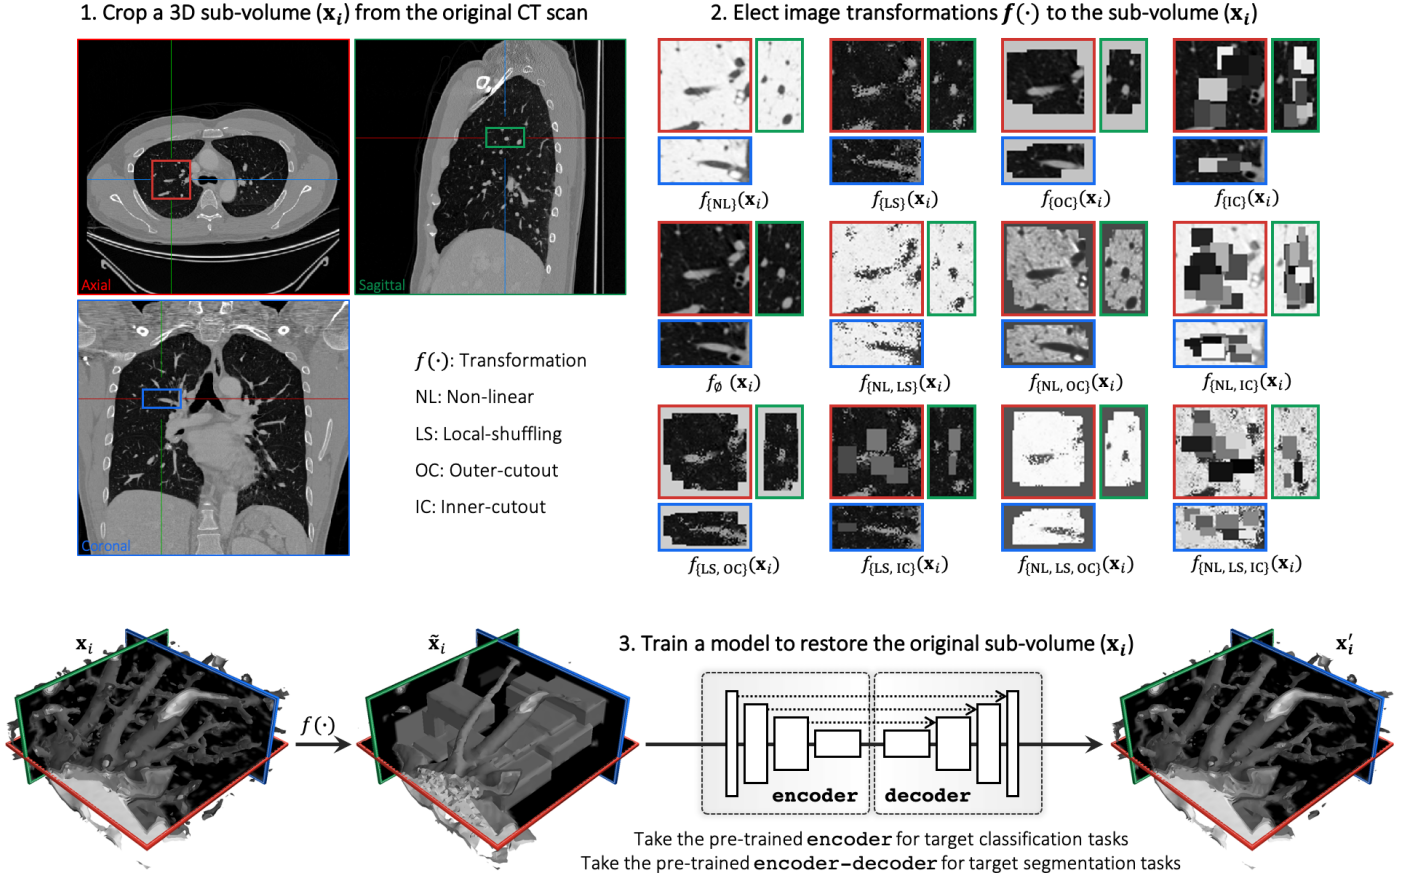 1. Crop a 3D sub-volume (𝐱ᵢ) from the original CT scan
2. Elect image transformations f(·) to the sub-volume (𝐱ᵢ)
Axial
Sagittal
Coronal
f(·): Transformation
NL: Non-linear
LS: Local-shuffling
OC: Outer-cutout
IC: Inner-cutout
f{NL}(𝐱ᵢ)
f{LS}(𝐱ᵢ)
f{OC}(𝐱ᵢ)
f{IC}(𝐱ᵢ)
f∅ (𝐱ᵢ)
f{NL, LS}(𝐱ᵢ)
f{NL, OC}(𝐱ᵢ)
f{NL, IC}(𝐱ᵢ)
f{LS, OC}(𝐱ᵢ)
f{LS, IC}(𝐱ᵢ)
f{NL, LS, OC}(𝐱ᵢ)
f{NL, LS, IC}(𝐱ᵢ)
𝐱ᵢ
f(·)
𝐱̃ᵢ
3. Train a model to restore the original sub-volume (𝐱ᵢ)
encoder
decoder
𝐱′ᵢ
Take the pre-trained encoder for target classification tasks
Take the pre-trained encoder-decoder for target segmentation tasks